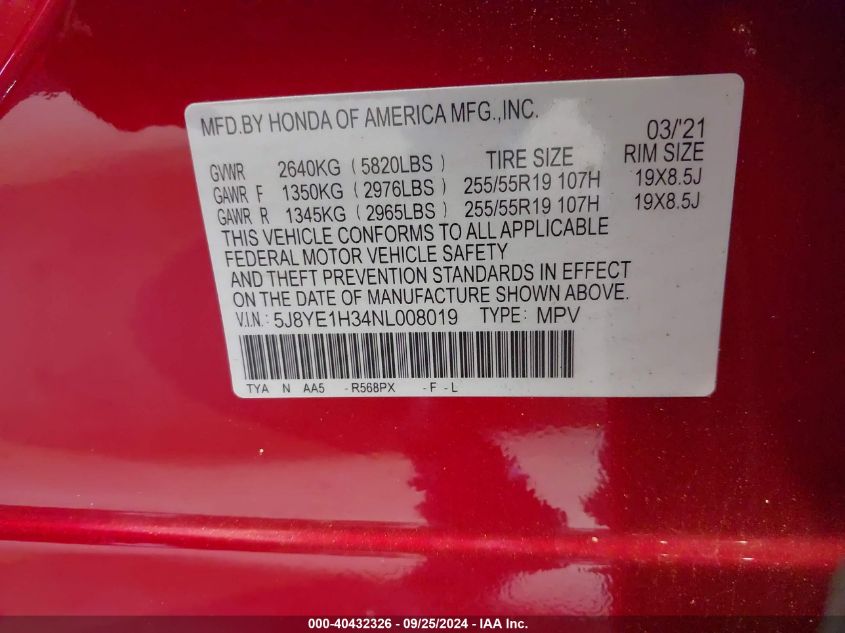 MFD.BY HONDA OF AMERICA MFG.,INC.
03/'21
GVWR 2640KG (5820LBS) TIRE SIZE RIM SIZE
GAWR F 1350KG (2976LBS) 255/55R19 107H 19X8.5J
GAWR R 1345KG (2965LBS) 255/55R19 107H 19X8.5J
THIS VEHICLE CONFORMS TO ALL APPLICABLE
FEDERAL MOTOR VEHICLE SAFETY
AND THEFT PREVENTION STANDARDS IN EFFECT
ON THE DATE OF MANUFACTURE SHOWN ABOVE.
V.I.N.: 5J8YE1H34NL008019 TYPE: MPV
TYA N AA5 -R568PX -F-L
000-40432326 - 09/25/2024 - IAA Inc.